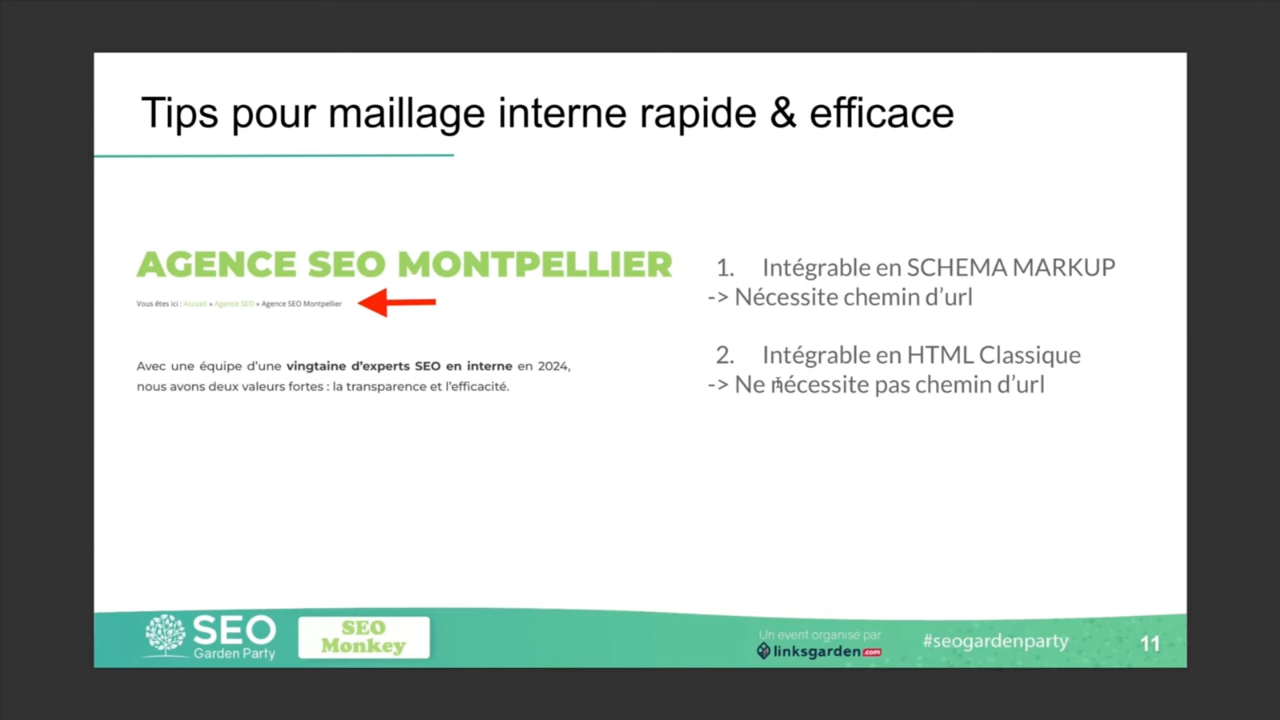 Tips pour maillage interne rapide & efficace
AGENCE SEO MONTPELLIER
Vous êtes ici : Accueil » Agence SEO » Agence SEO Montpellier
Avec une équipe d'une vingtaine d'experts SEO en interne en 2024,
nous avons deux valeurs fortes : la transparence et l'efficacité.
1. Intégrable en SCHEMA MARKUP
-> Nécessite chemin d'url
2. Intégrable en HTML Classique
-> Ne nécessite pas chemin d'url
SEO
Garden Party
SEO
Monkey
Un event organisé par
linksgarden.com
#seogardenparty
11